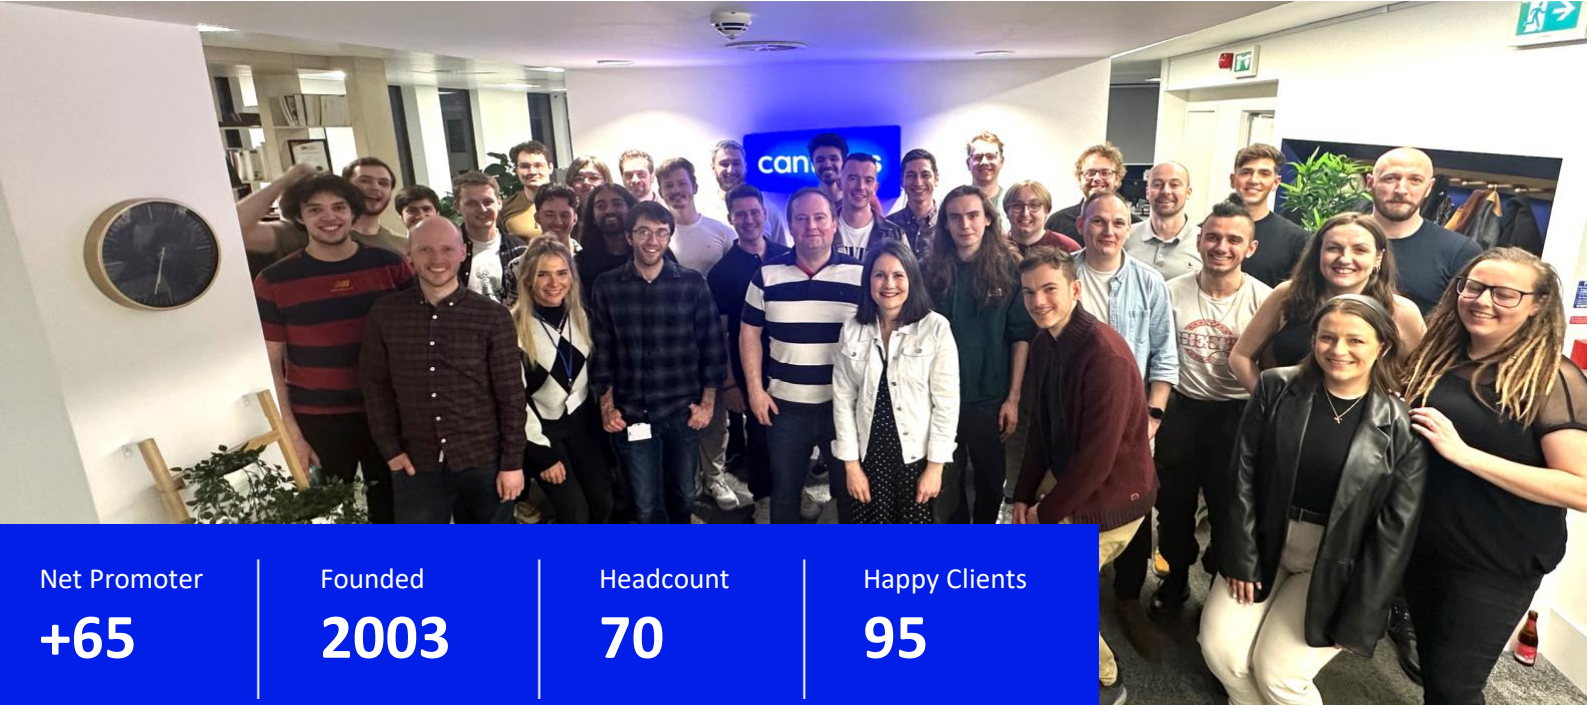 Net Promoter
+65
Founded
2003
Headcount
70
Happy Clients
95